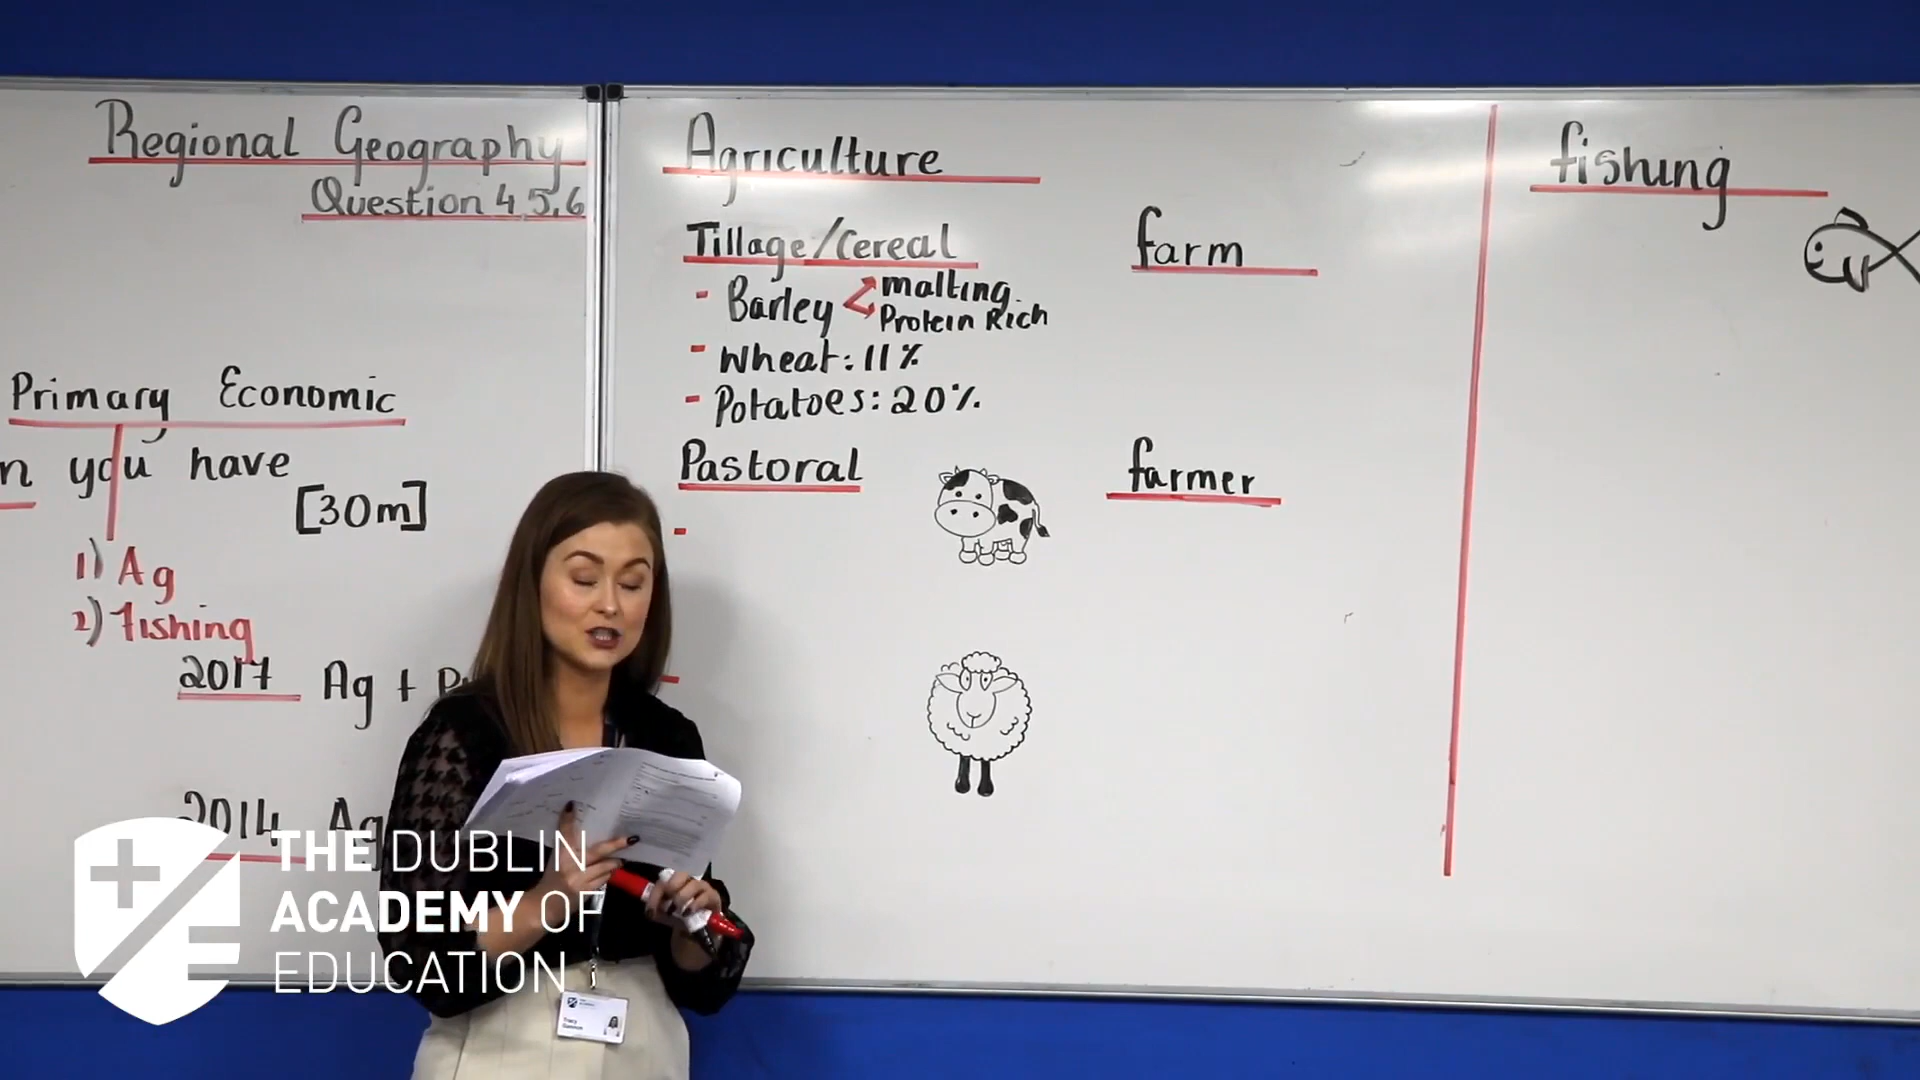 Regional Geography
Question 4,5,6
Primary Economic
n you have
[30m]
1) Ag
2) fishing
2017 Ag + P
2014 Ag
Agriculture
Tillage/Cereal
- Barley < malting
Protein Rich
- Wheat: 11%
- Potatoes: 20%
Pastoral
-
-
farm
farmer
fishing
THE DUBLIN
ACADEMY OF
EDUCATION
Tracy